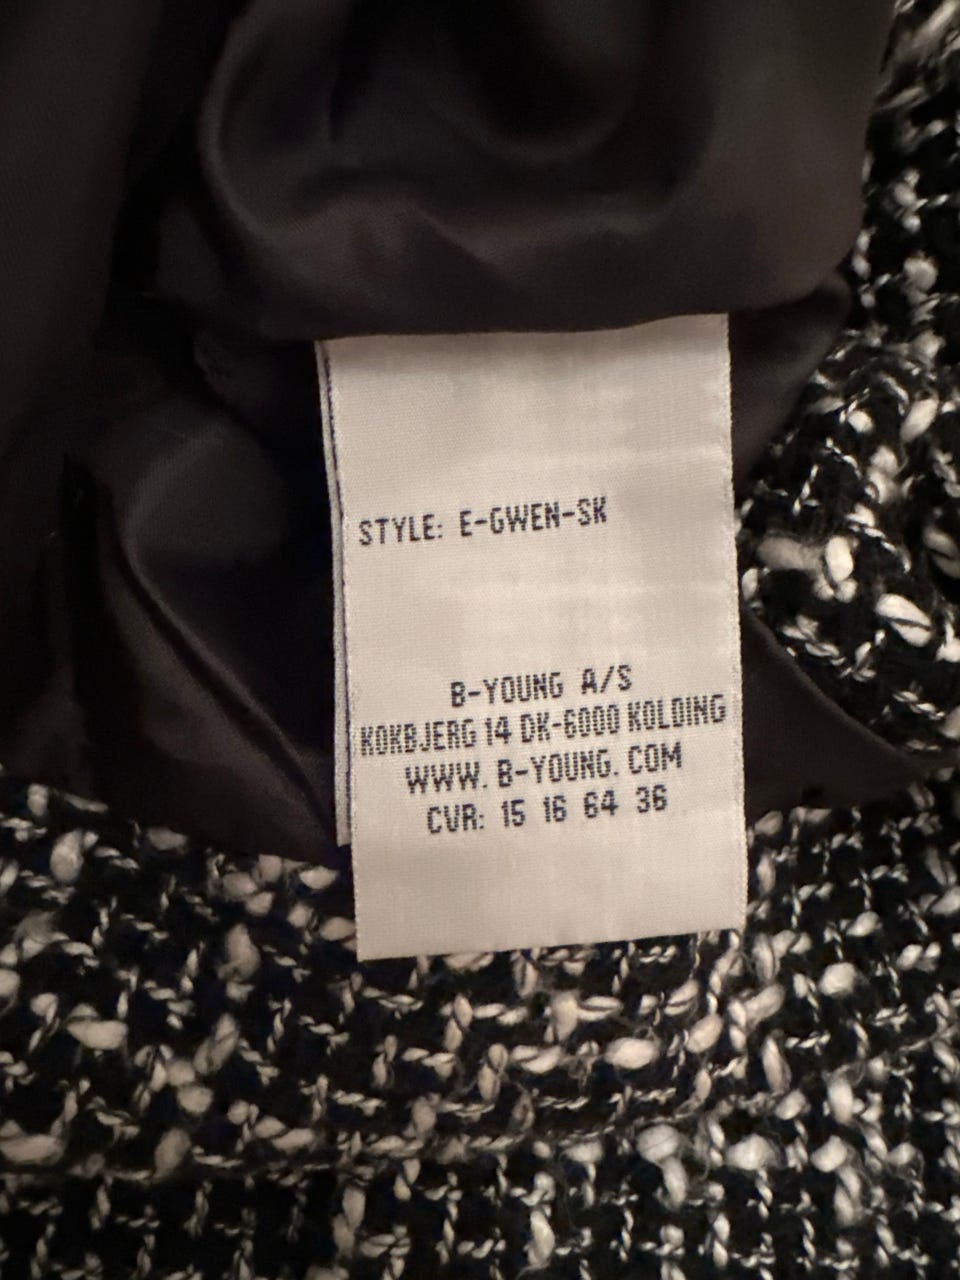 STYLE: E-GWEN-SK
B-YOUNG A/S
KOKBJERG 14 DK-6000 KOLDING
WWW. B-YOUNG. COM
CVR: 15 16 64 36